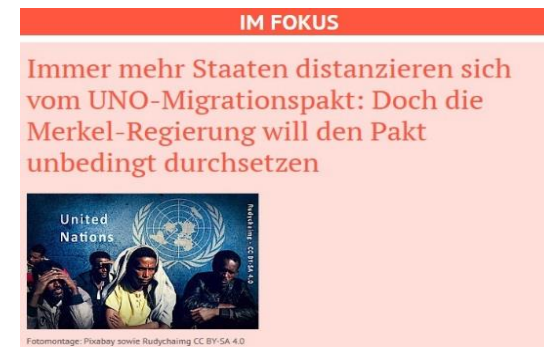 IM FOKUS
Immer mehr Staaten distanzieren sich
vom UNO-Migrationspakt: Doch die
Merkel-Regierung will den Pakt
unbedingt durchsetzen
United
Nations
Rudychaimg - CC BY-SA 4.0
Fotomontage: Pixabay sowie Rudychaimg CC BY-SA 4.0